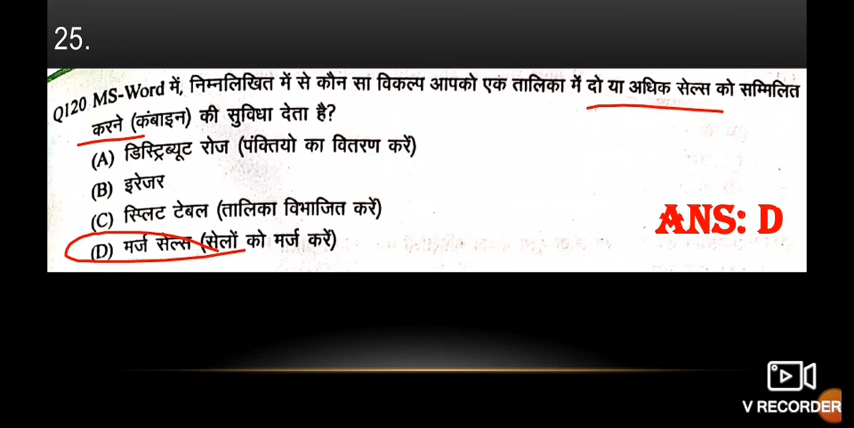 25.
Q120 MS-Word में, निम्नलिखित में से कौन सा विकल्प आपको एक तालिका में दो या अधिक सेल्स को सम्मिलित
करने (कंबाइन) की सुविधा देता है?
(A) डिस्ट्रिब्यूट रोज (पंक्तियो का वितरण करें)
(B) इरेजर
(C) स्प्लिट टेबल (तालिका विभाजित करें)
(D) मर्ज सेल्स (सेलों को मर्ज करें)
ANS: D
V RECORDER